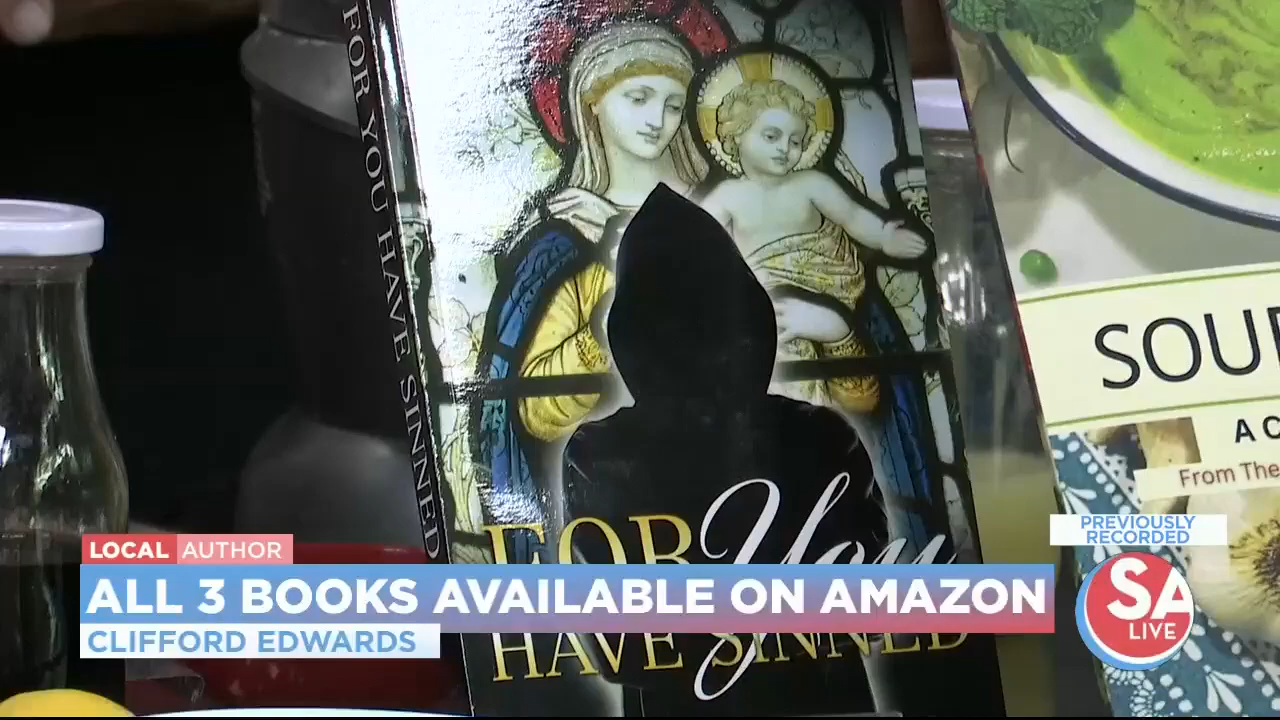 FOR YOU HAVE SINNED
FOR You
HAVE SINNED
SOU
A C
From The
LOCAL AUTHOR
ALL 3 BOOKS AVAILABLE ON AMAZON
CLIFFORD EDWARDS
PREVIOUSLY
RECORDED
SA
LIVE